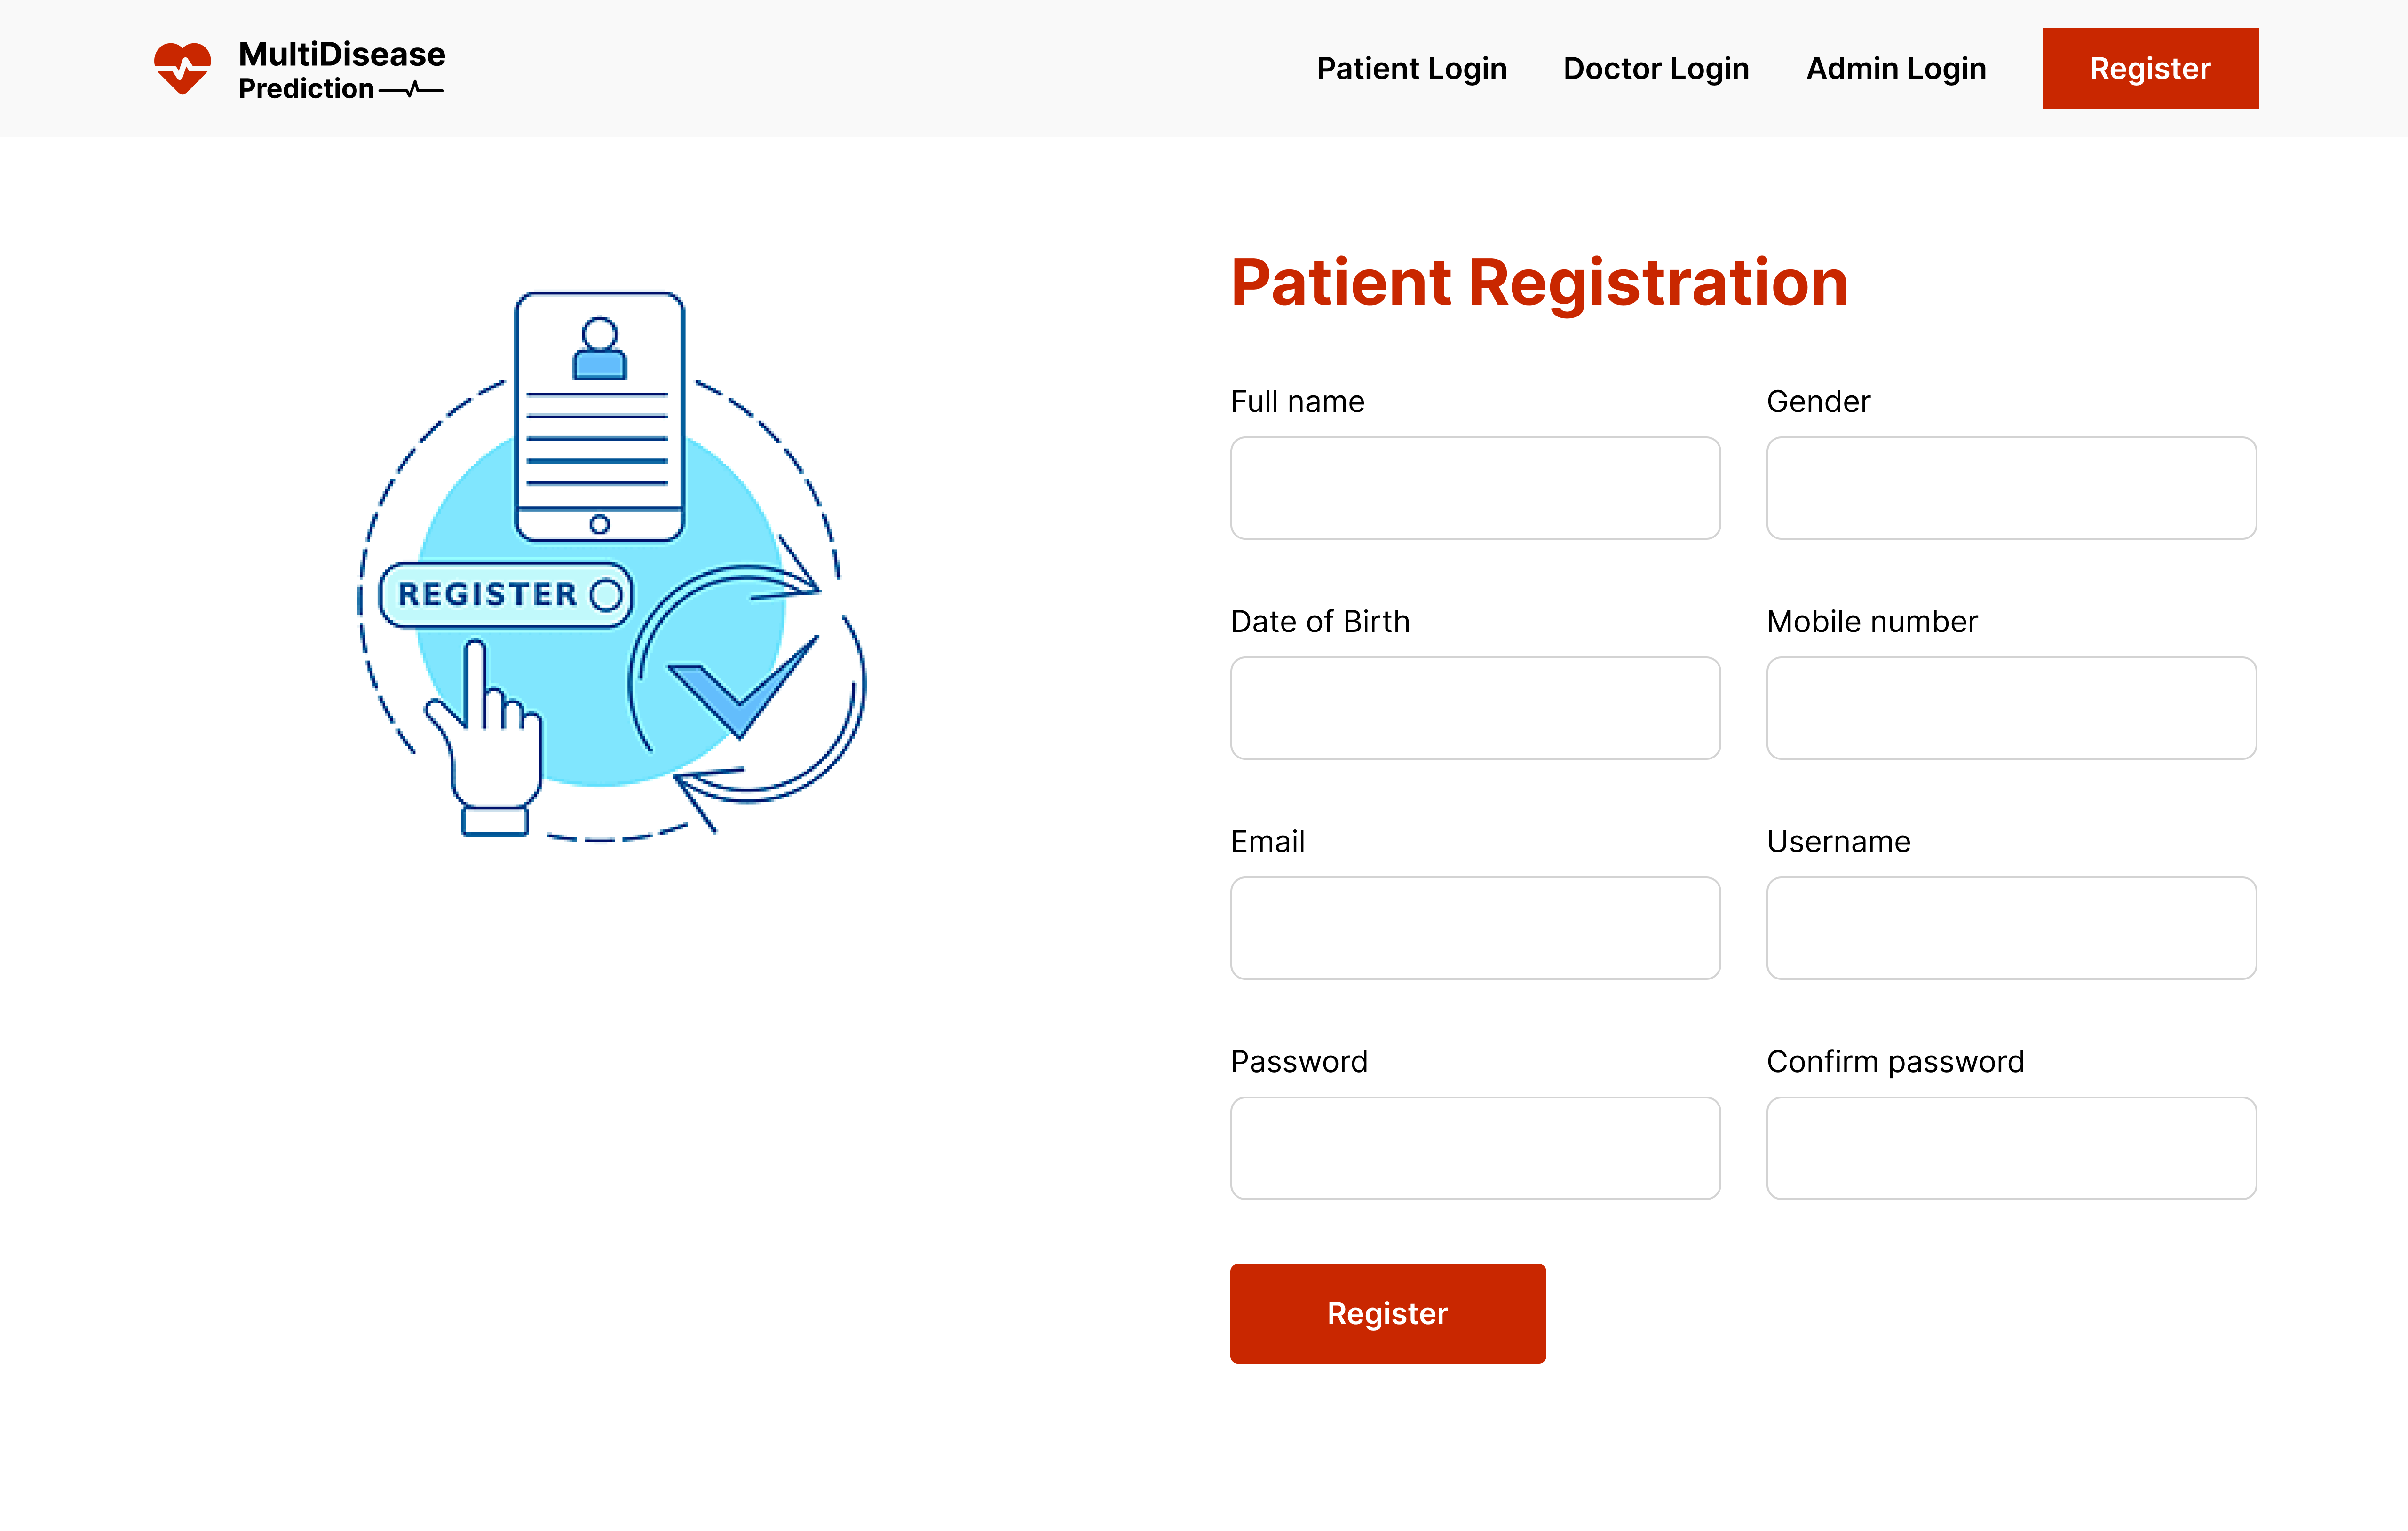 MultiDisease
Prediction
Patient Login
Doctor Login
Admin Login
Register
REGISTER
Patient Registration
Full name
Gender
Date of Birth
Mobile number
Email
Username
Password
Confirm password
Register